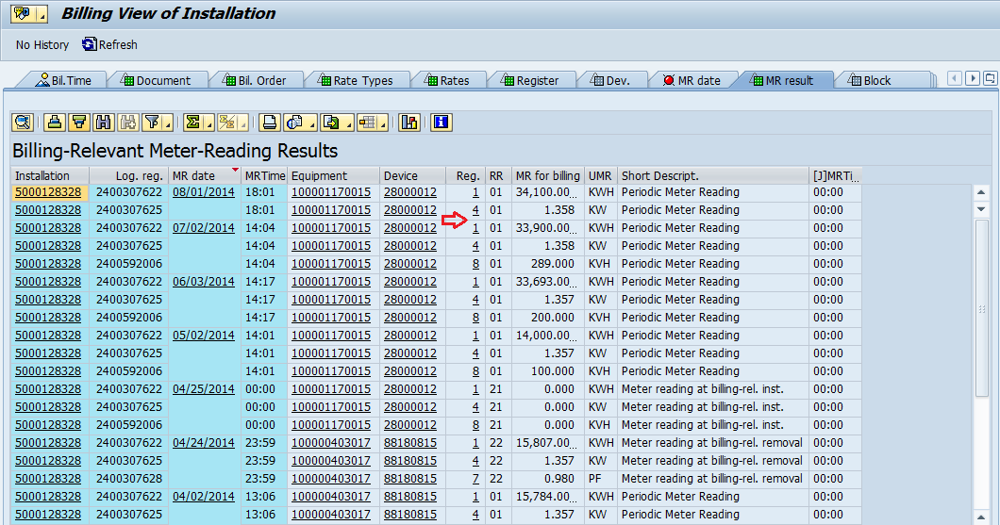 Billing View of Installation
No History Refresh
Bil.Time Document Bil. Order Rate Types Rates Register Dev. MR date MR result Block
Billing-Relevant Meter-Reading Results
Installation Log. reg. MR date MRTime Equipment Device Reg. RR MR for billing UMR Short Descript. [J]MRTi...
5000128328 2400307622 08/01/2014 18:01 100001170015 28000012 1 01 34,100.00... KWH Periodic Meter Reading 00:00
5000128328 2400307625 18:01 100001170015 28000012 4 01 1.358 KW Periodic Meter Reading 00:00
5000128328 2400307622 07/02/2014 14:04 100001170015 28000012 1 01 33,900.00... KWH Periodic Meter Reading 00:00
5000128328 2400307625 14:04 100001170015 28000012 4 01 1.358 KW Periodic Meter Reading 00:00
5000128328 2400592006 14:04 100001170015 28000012 8 01 289.000 KVH Periodic Meter Reading 00:00
5000128328 2400307622 06/03/2014 14:17 100001170015 28000012 1 01 33,693.00... KWH Periodic Meter Reading 00:00
5000128328 2400307625 14:17 100001170015 28000012 4 01 1.357 KW Periodic Meter Reading 00:00
5000128328 2400592006 14:17 100001170015 28000012 8 01 200.000 KVH Periodic Meter Reading 00:00
5000128328 2400307622 05/02/2014 14:01 100001170015 28000012 1 01 14,000.00... KWH Periodic Meter Reading 00:00
5000128328 2400307625 14:01 100001170015 28000012 4 01 1.357 KW Periodic Meter Reading 00:00
5000128328 2400592006 14:01 100001170015 28000012 8 01 100.000 KVH Periodic Meter Reading 00:00
5000128328 2400307622 04/25/2014 00:00 100001170015 28000012 1 21 0.000 KWH Meter reading at billing-rel. inst. 00:00
5000128328 2400307625 00:00 100001170015 28000012 4 21 0.000 KW Meter reading at billing-rel. inst. 00:00
5000128328 2400592006 00:00 100001170015 28000012 8 21 0.000 KVH Meter reading at billing-rel. inst. 00:00
5000128328 2400307622 04/24/2014 23:59 100000403017 88180815 1 22 15,807.00... KWH Meter reading at billing-rel. removal 00:00
5000128328 2400307625 23:59 100000403017 88180815 4 22 1.357 KW Meter reading at billing-rel. removal 00:00
5000128328 2400307628 23:59 100000403017 88180815 7 22 0.980 PF Meter reading at billing-rel. removal 00:00
5000128328 2400307622 04/02/2014 13:06 100000403017 88180815 1 01 15,784.00... KWH Periodic Meter Reading 00:00
5000128328 2400307625 13:06 100000403017 88180815 4 01 1.357 KW Periodic Meter Reading 00:00